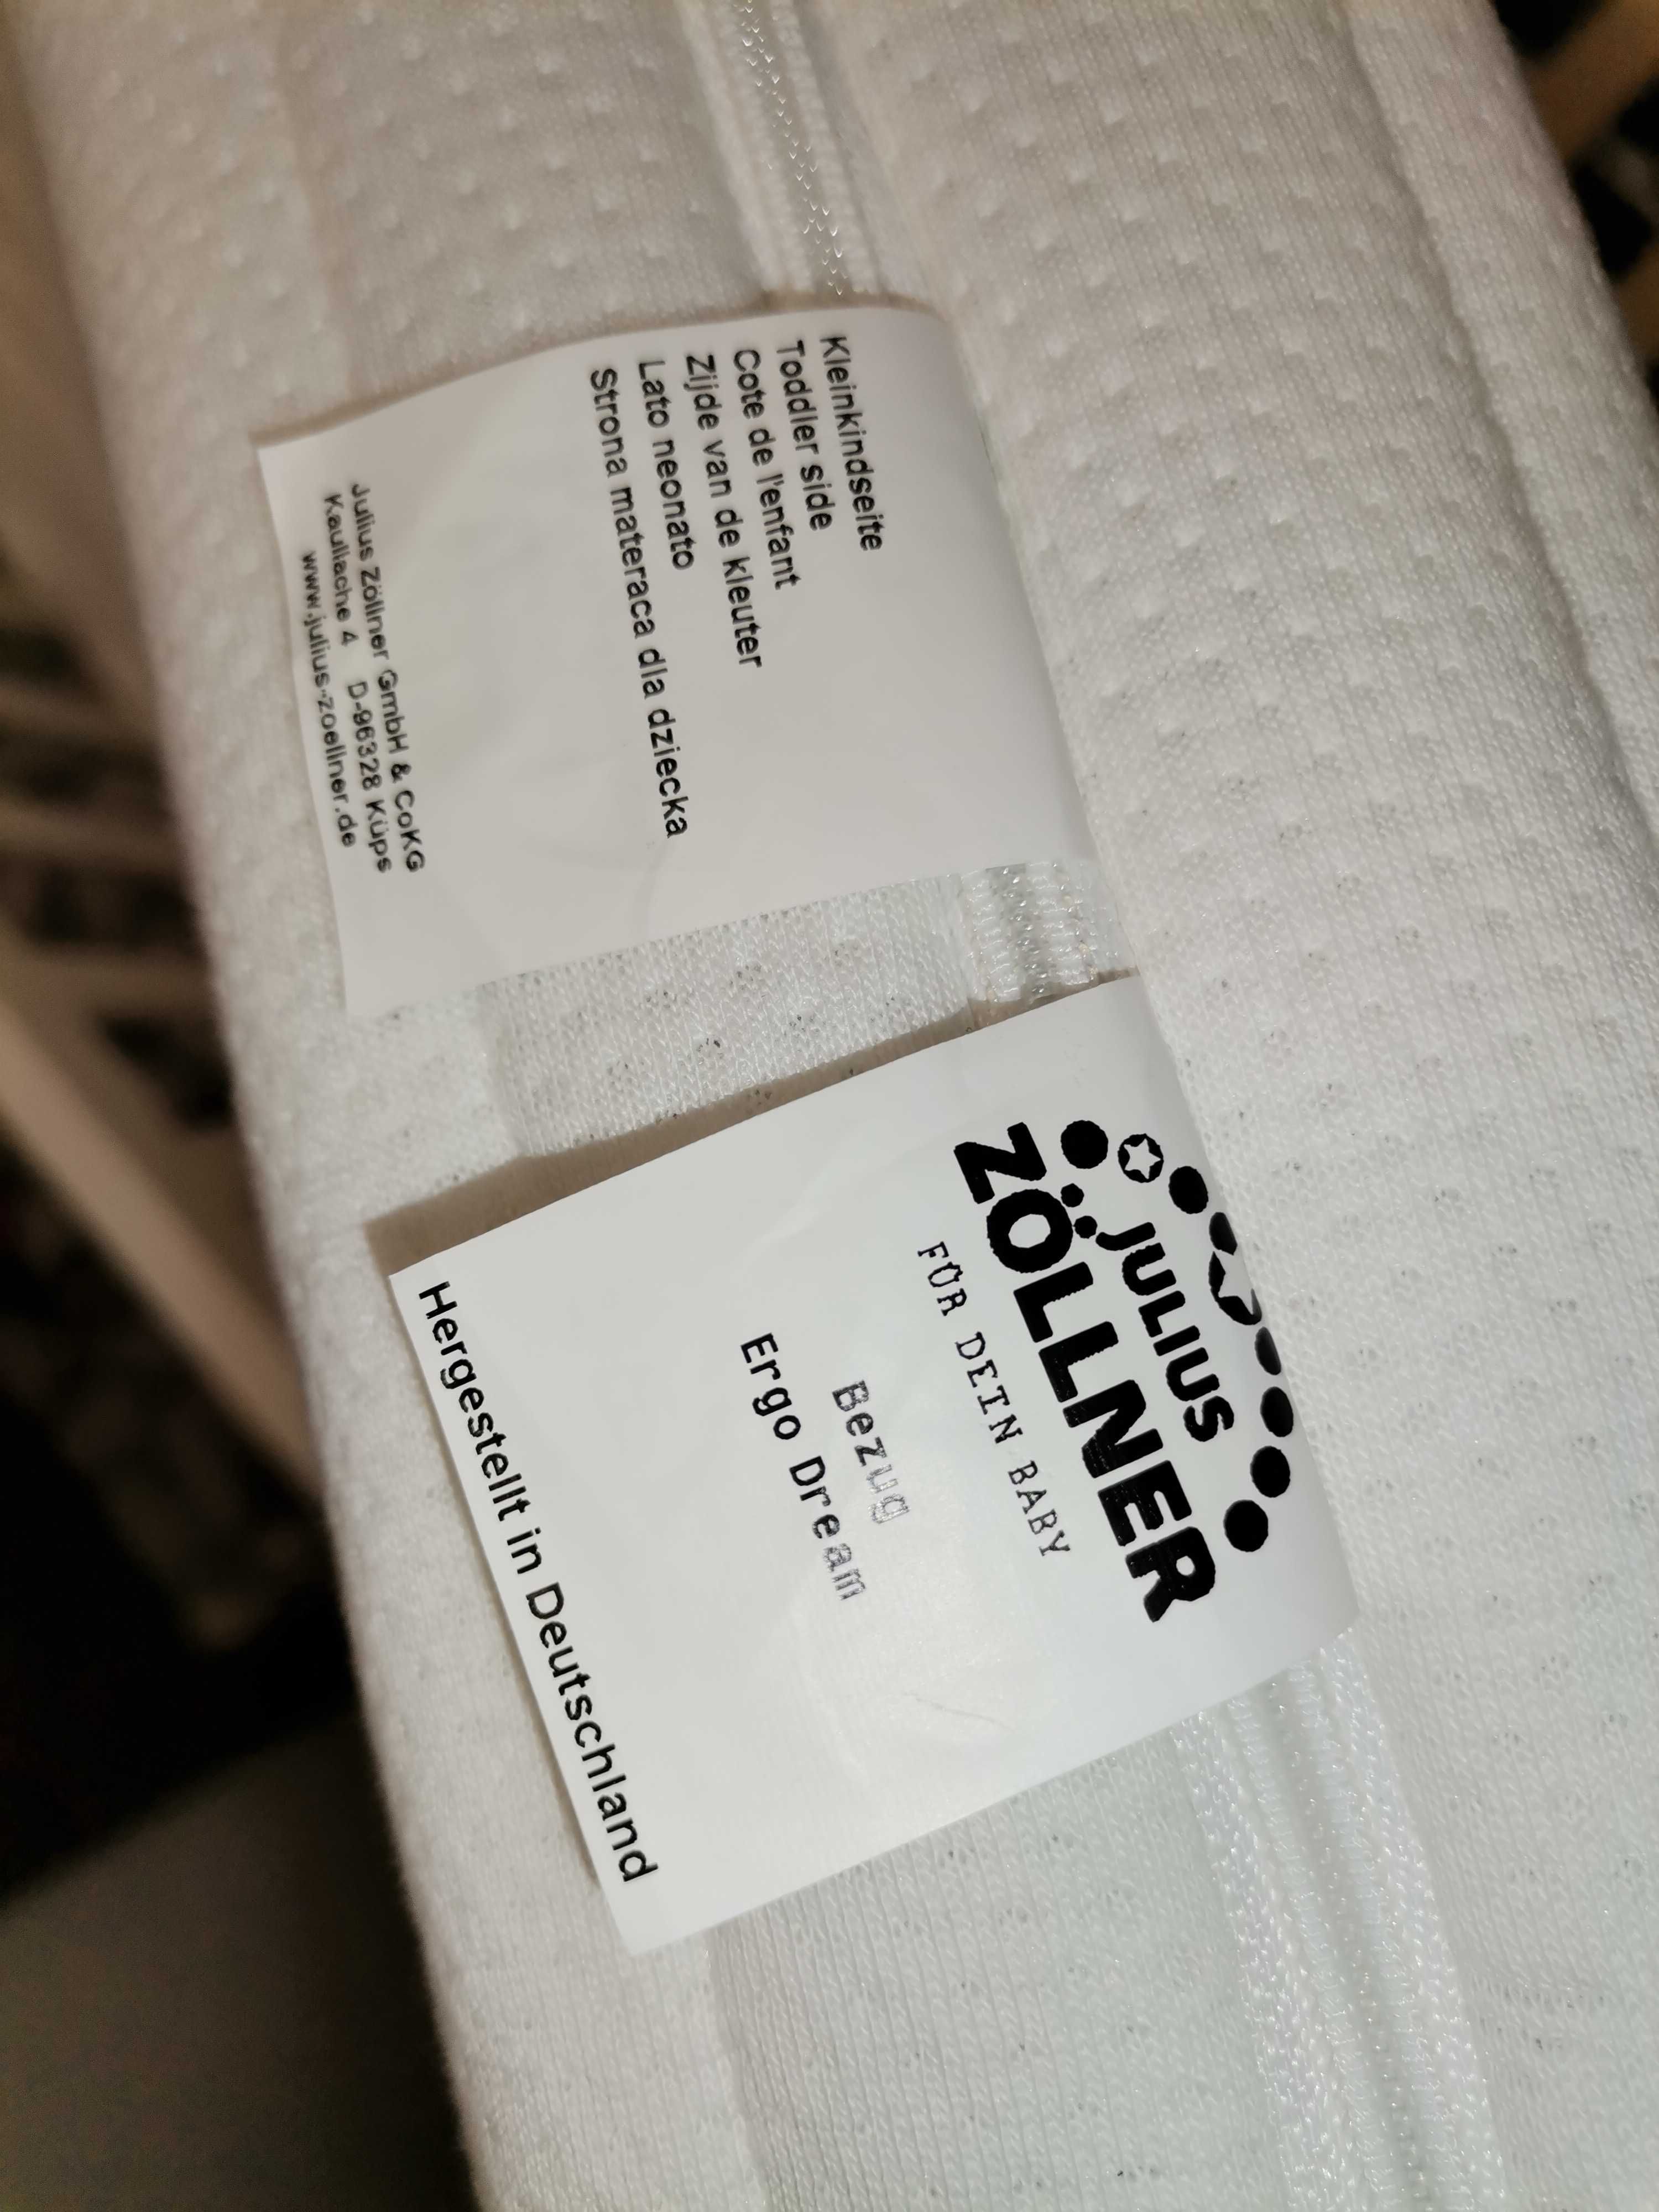 Kleinkindseite
Toddler side
Cote de l'enfant
Zijde van de kleuter
Lato neonato
Strona materaca dla dziecka
Julius Zöllner GmbH & CoKG
Kaullache 4 D-96328 Küps
www.julius-zoellner.de
JULIUS
ZÖLLNER
FÜR DEIN BABY
Bezug
Ergo Dream
Hergestellt in Deutschland